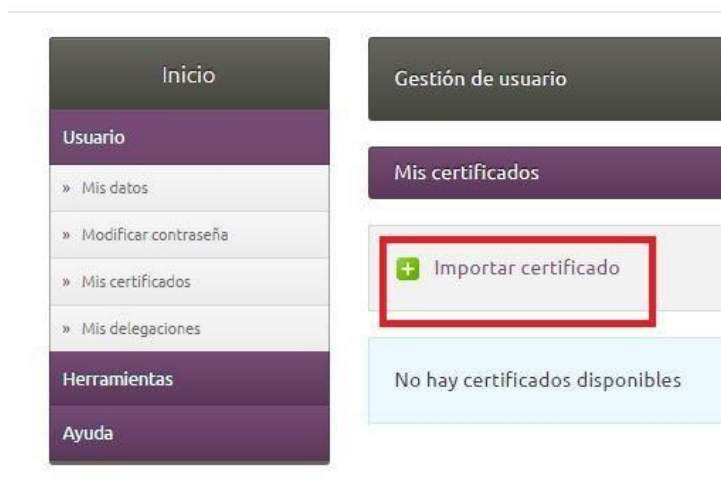 Inicio
Usuario
» Mis datos
» Modificar contraseña
» Mis certificados
» Mis delegaciones
Herramientas
Ayuda
Gestión de usuario
Mis certificados
Importar certificado
No hay certificados disponibles